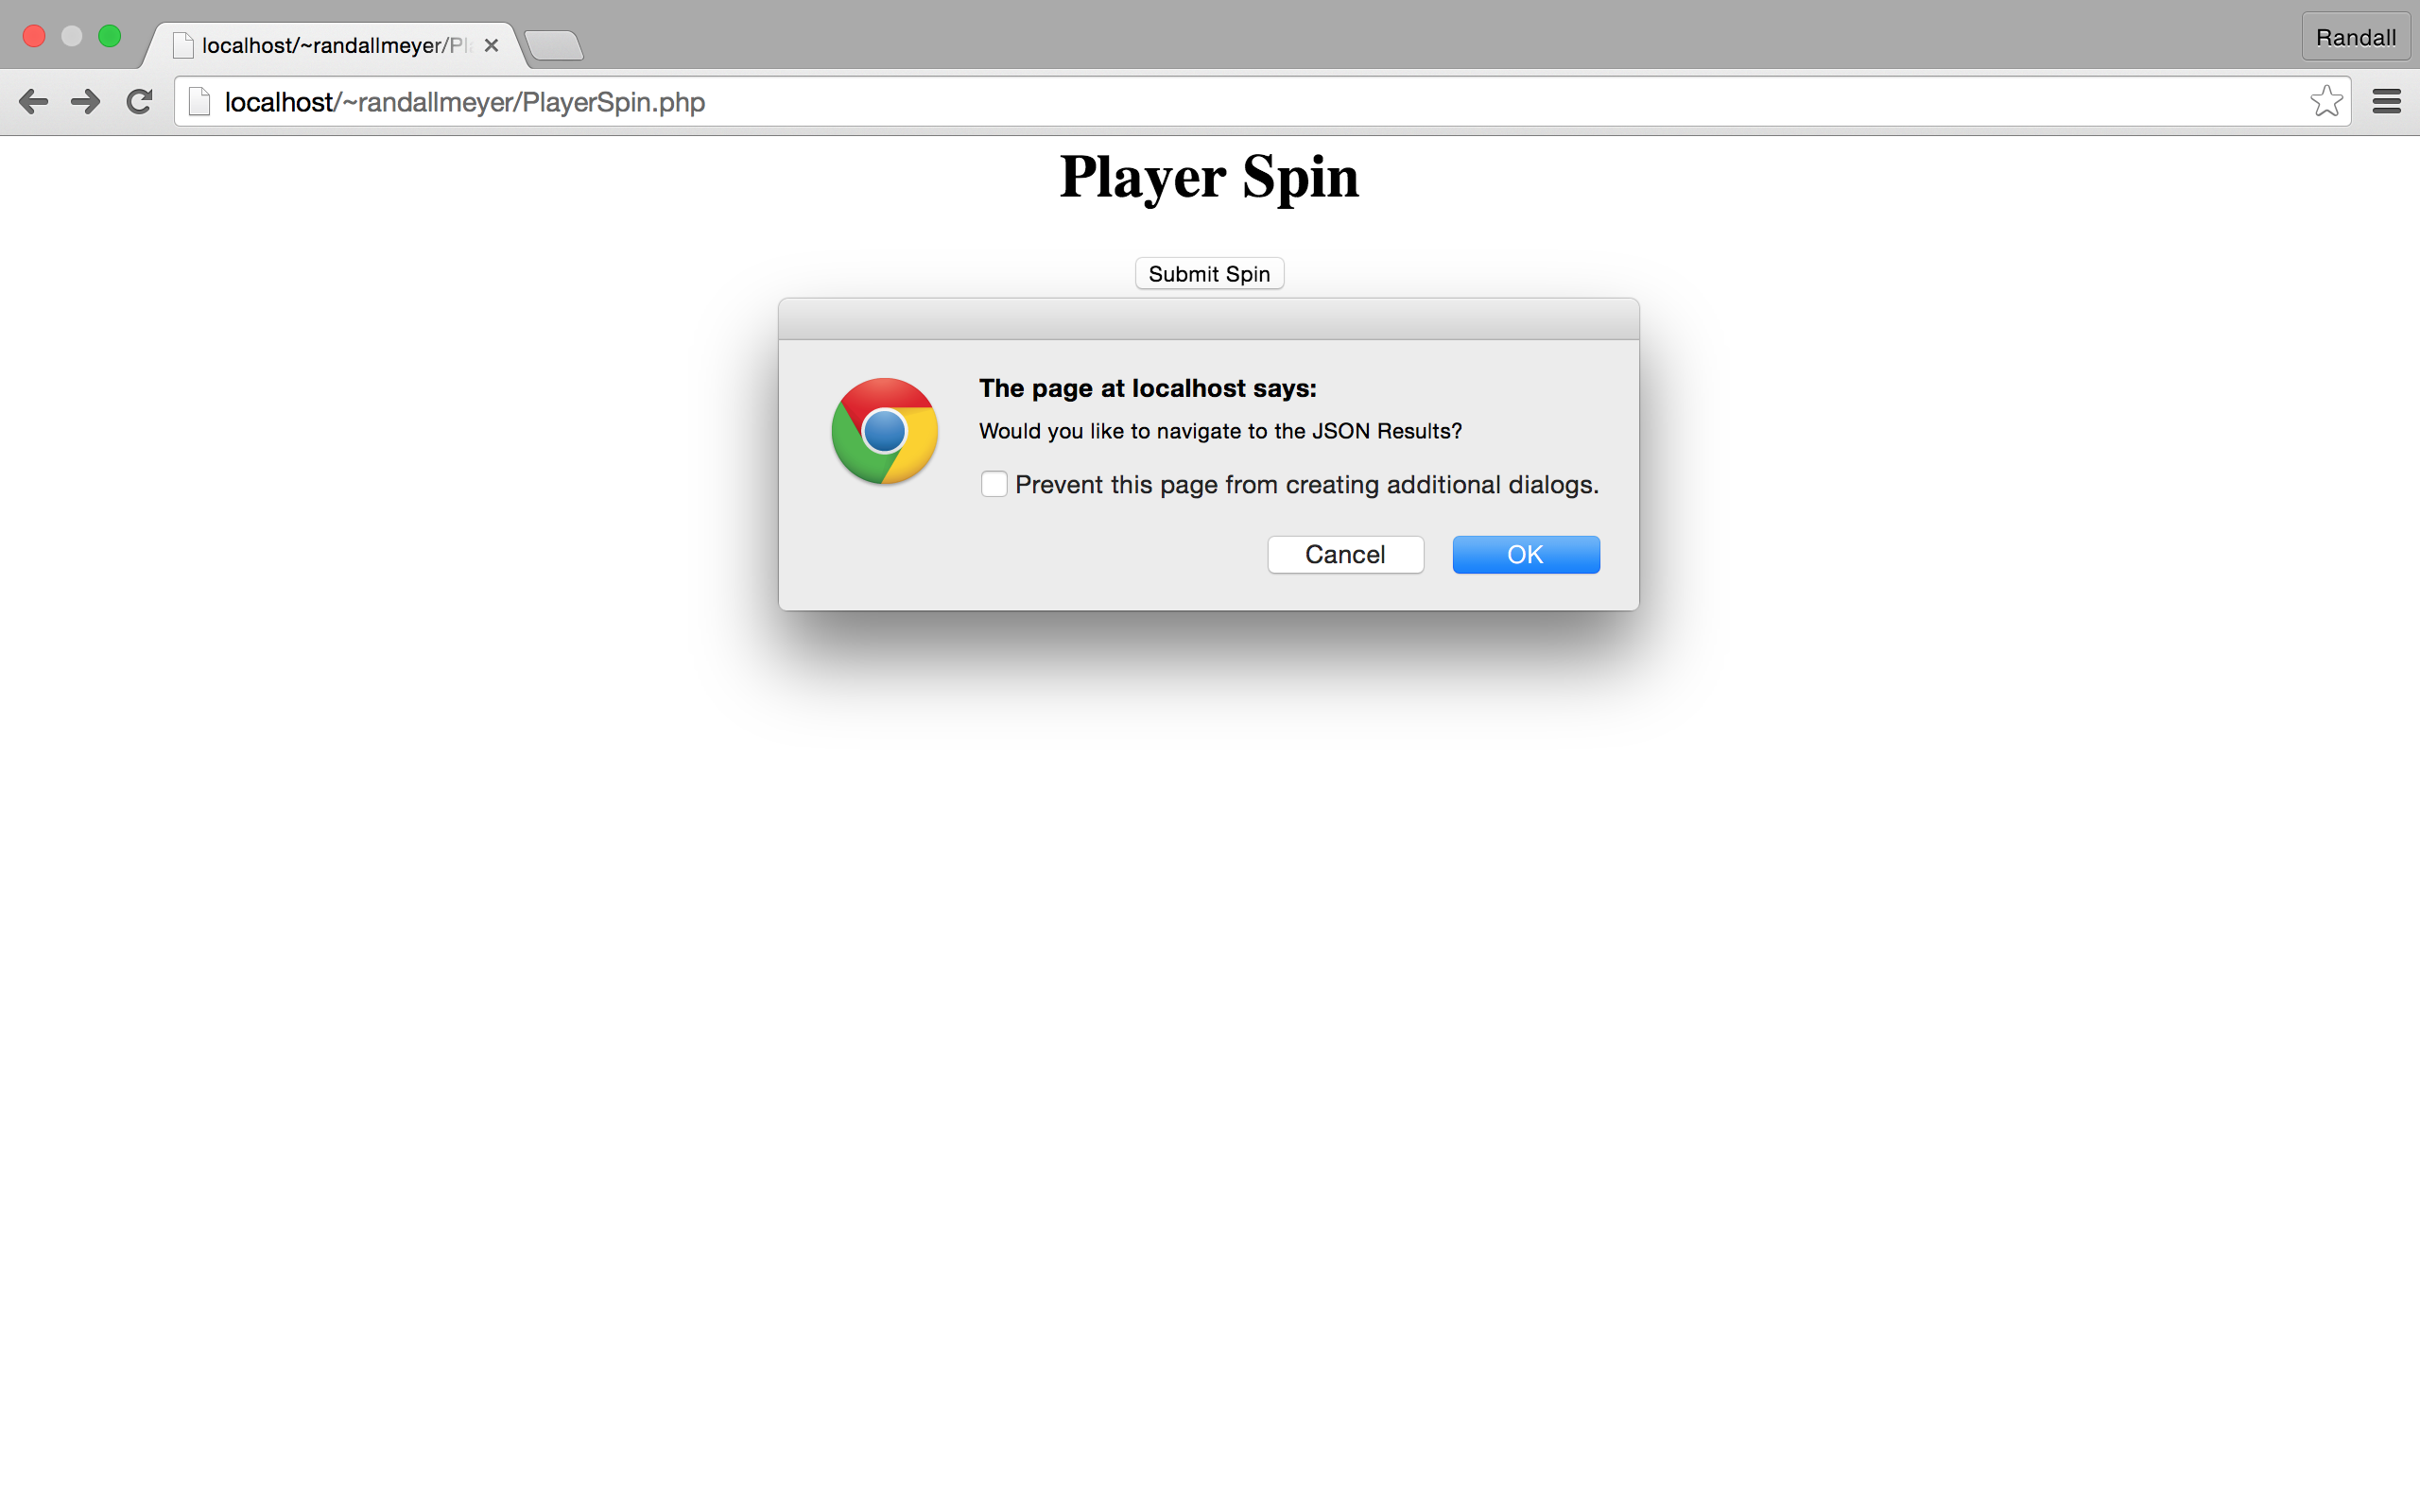 localhost/~randallmeyer/Pl
Randall
localhost/~randallmeyer/PlayerSpin.php
Player Spin
Submit Spin
The page at localhost says:
Would you like to navigate to the JSON Results?
Prevent this page from creating additional dialogs.
Cancel
OK